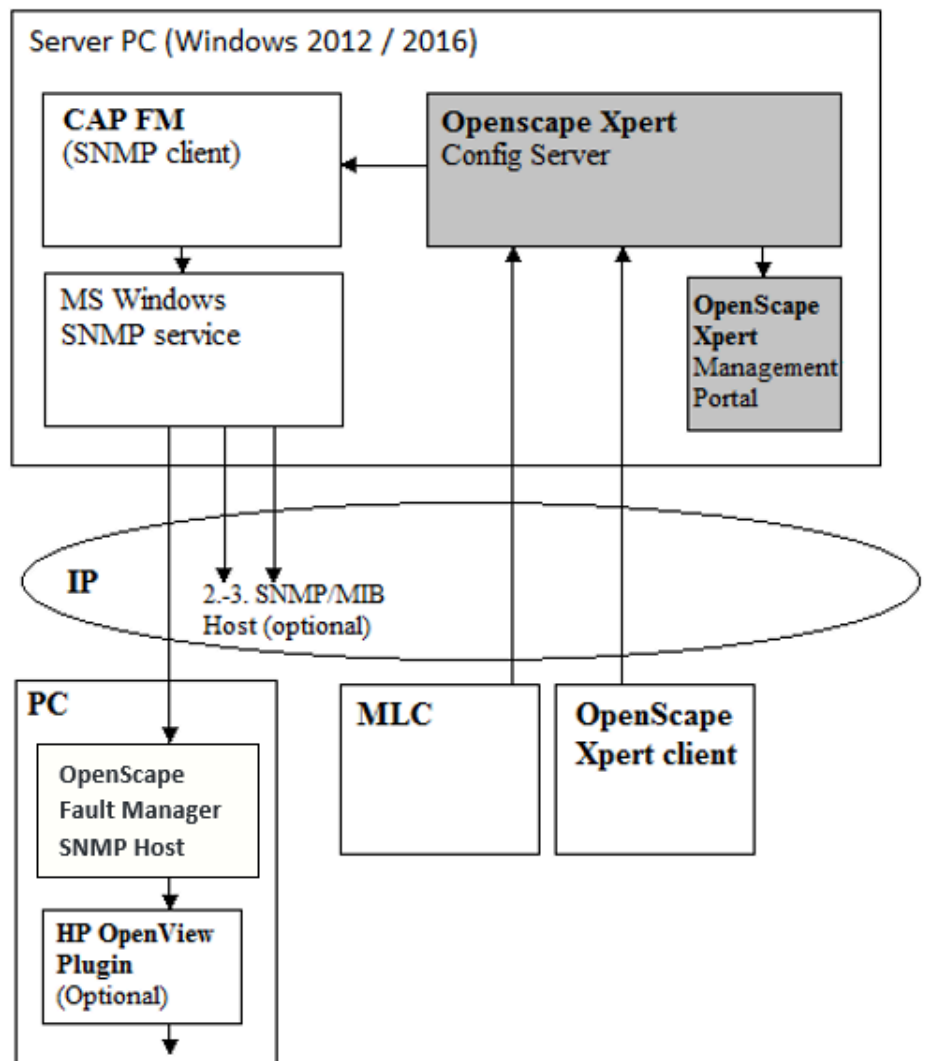 Server PC (Windows 2012 / 2016)
CAP FM
(SNMP client)
Openscape Xpert
Config Server
MS Windows
SNMP service
OpenScape
Xpert
Management
Portal
IP
2.-3. SNMP/MIB
Host (optional)
PC
OpenScape
Fault Manager
SNMP Host
HP OpenView
Plugin
(Optional)
MLC
OpenScape
Xpert client